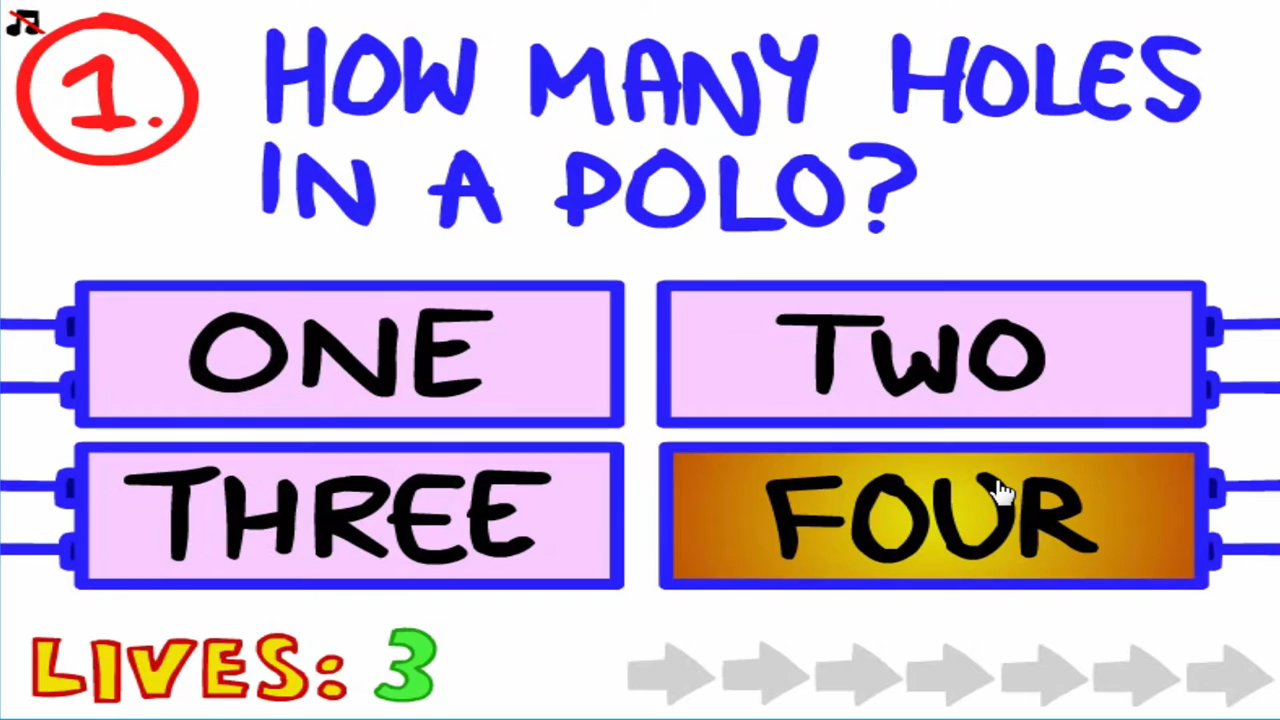 1.
HOW MANY HOLES
IN A POLO?
ONE
TWO
THREE
FOUR
LIVES: 3